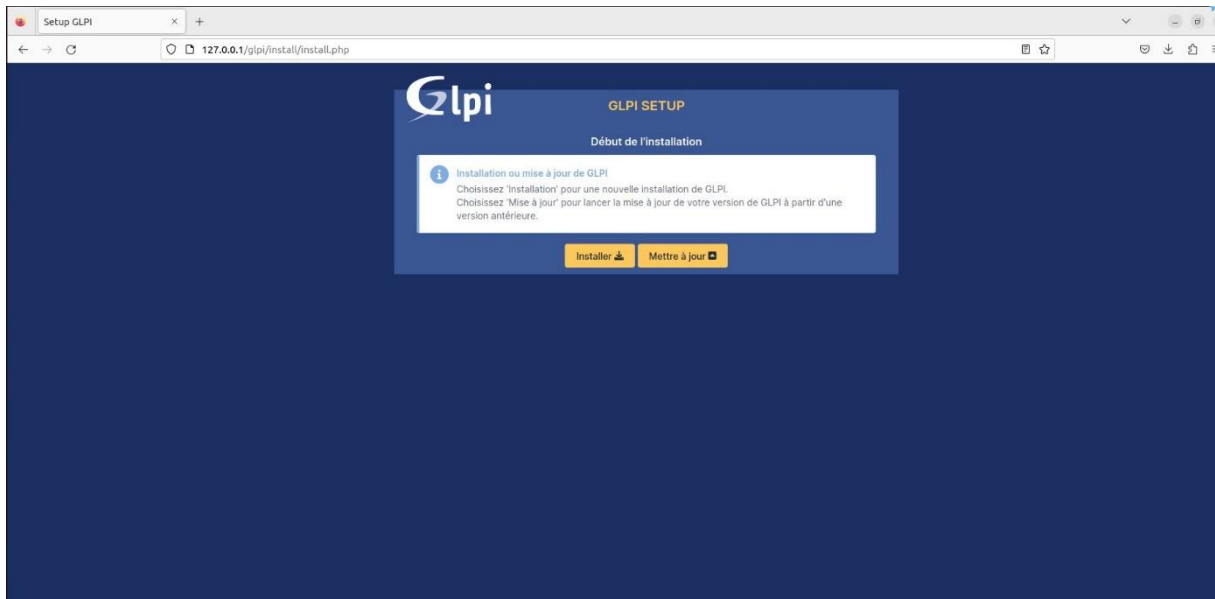 Setup GLPI
127.0.0.1/glpi/install/install.php
Glpi
GLPI SETUP
Début de l'installation
Installation ou mise à jour de GLPI
Choisissez 'Installation' pour une nouvelle installation de GLPI.
Choisissez 'Mise à jour' pour lancer la mise à jour de votre version de GLPI à partir d'une
version antérieure.
Installer
Mettre à jour